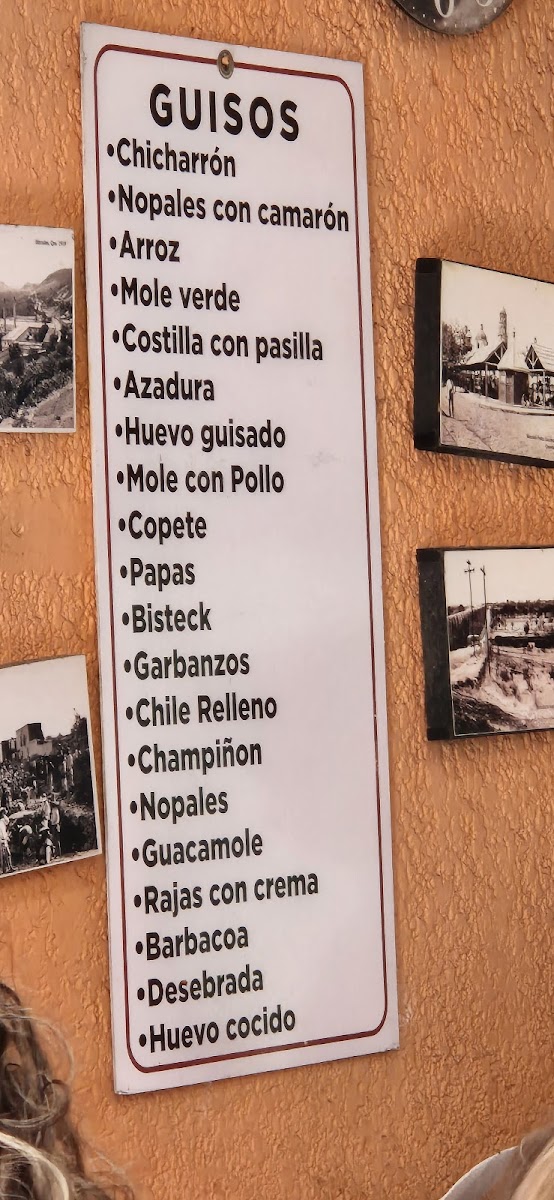 GUISOS
•Chicharrón
•Nopales con camarón
•Arroz
•Mole verde
•Costilla con pasilla
•Azadura
•Huevo guisado
•Mole con Pollo
•Copete
•Papas
•Bisteck
•Garbanzos
•Chile Relleno
•Champiñon
•Nopales
•Guacamole
•Rajas con crema
•Barbacoa
•Desebrada
•Huevo cocido